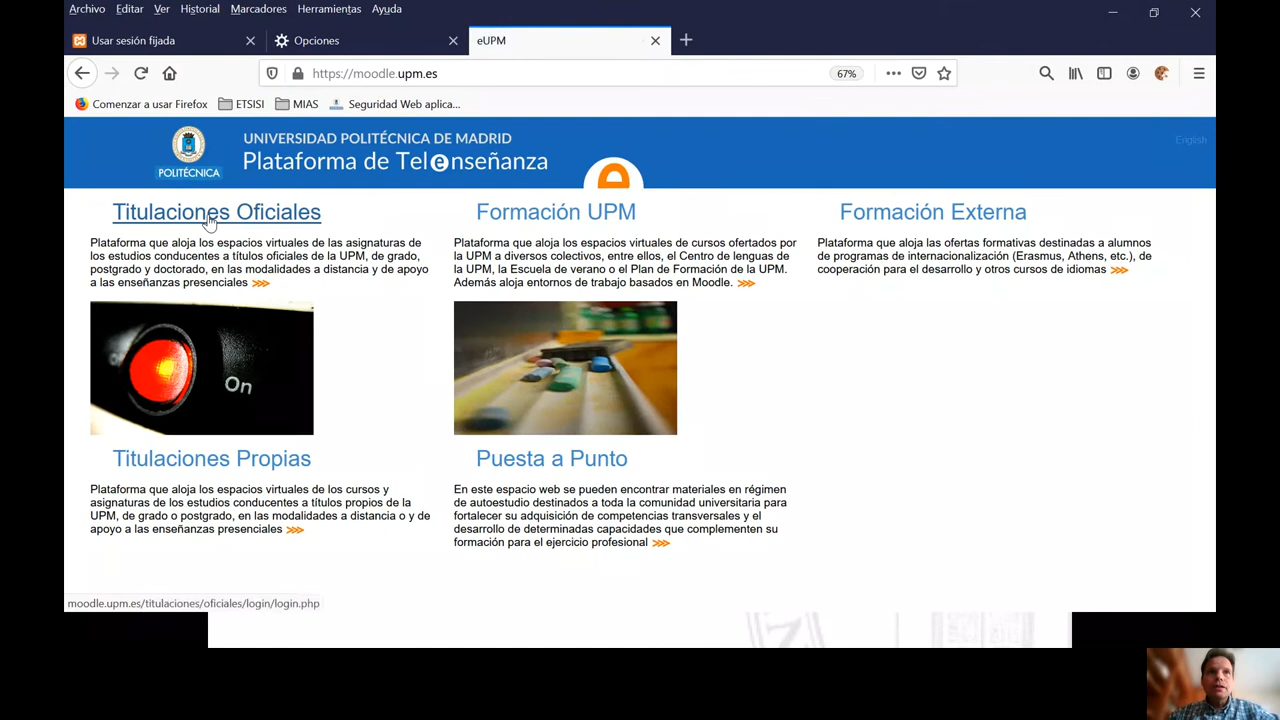 Archivo Editar Ver Historial Marcadores Herramientas Ayuda
Usar sesión fijada
Opciones
eUPM
https://moodle.upm.es
67%
Comenzar a usar Firefox ETSISI MIAS Seguridad Web aplica...
UNIVERSIDAD POLITÉCNICA DE MADRID
Plataforma de Telenseñanza
POLITÉCNICA
e
English
Titulaciones Oficiales
Plataforma que aloja los espacios virtuales de las asignaturas de
los estudios conducentes a títulos oficiales de la UPM, de grado,
postgrado y doctorado, en las modalidades a distancia y de apoyo
a las enseñanzas presenciales >>>
On
Formación UPM
Plataforma que aloja los espacios virtuales de cursos ofertados por
la UPM a diversos colectivos, entre ellos, el Centro de lenguas de
la UPM, la Escuela de verano o el Plan de Formación de la UPM.
Además aloja entornos de trabajo basados en Moodle. >>>
Formación Externa
Plataforma que aloja las ofertas formativas destinadas a alumnos
de programas de internacionalización (Erasmus, Athens, etc.), de
cooperación para el desarrollo y otros cursos de idiomas >>>
Titulaciones Propias
Plataforma que aloja los espacios virtuales de los cursos y
asignaturas de los estudios conducentes a títulos propios de la
UPM, de grado o postgrado, en las modalidades a distancia o y de
apoyo a las enseñanzas presenciales >>>
Puesta a Punto
En este espacio web se pueden encontrar materiales en régimen
de autoestudio destinados a toda la comunidad universitaria para
fortalecer su adquisición de competencias transversales y el
desarrollo de determinadas capacidades que complementen su
formación para el ejercicio profesional >>>
moodle.upm.es/titulaciones/oficiales/login/login.php